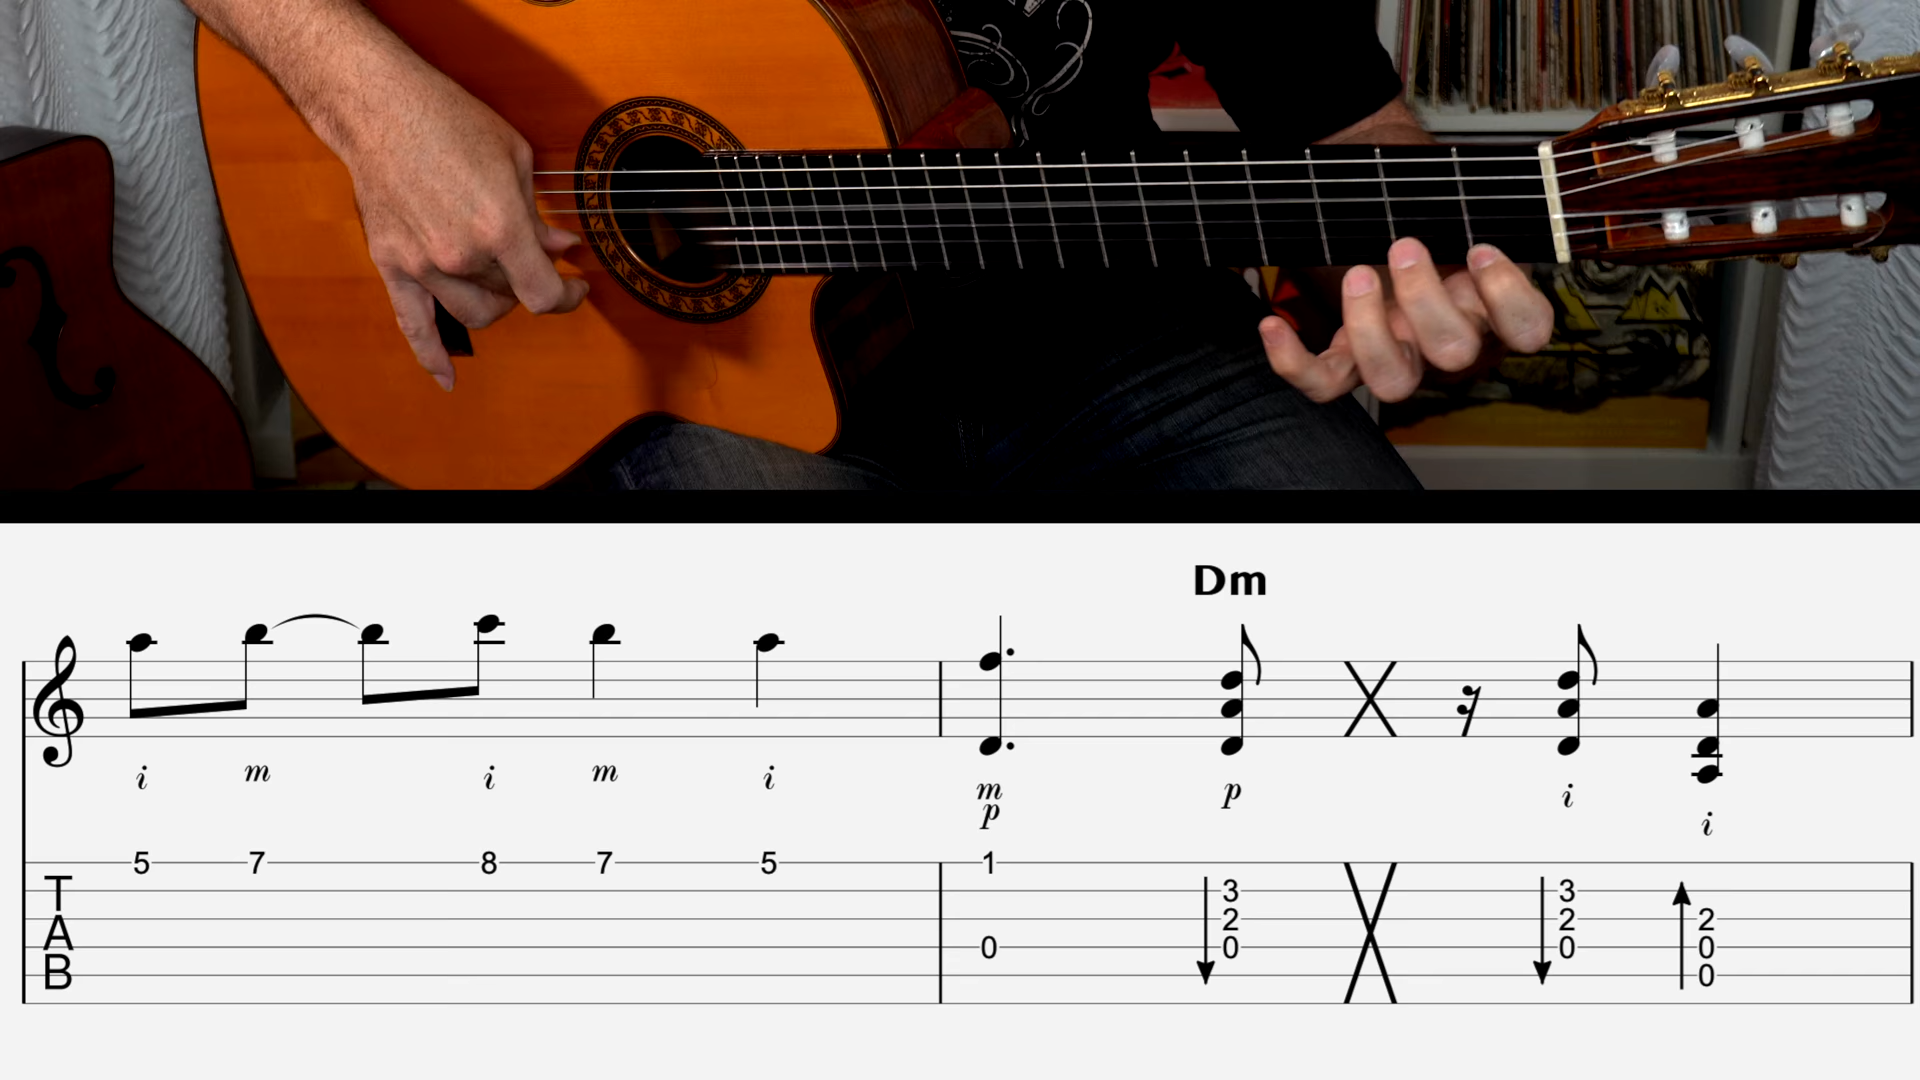 Dm
i m i m i m p i
p i
5 7 8 7 5 1
T 3 3
A 2 2 2
0 0 0 0
B 0